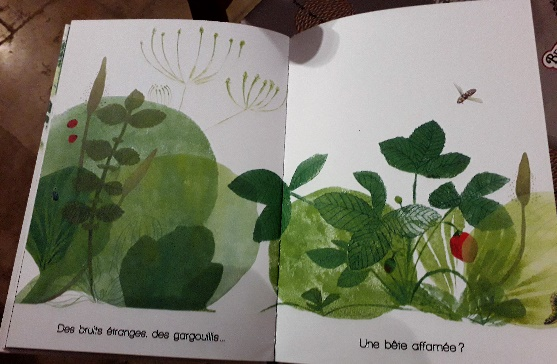 Des bruits étranges, des gargouillis...
Une bête affamée ?